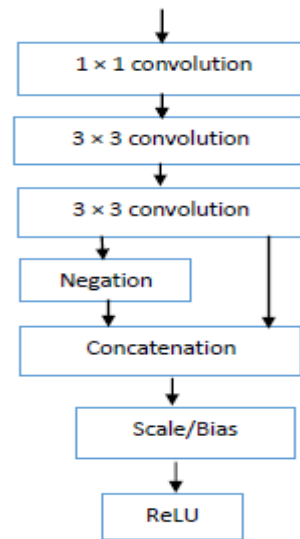 1 × 1 convolution
3 × 3 convolution
3 × 3 convolution
Negation
Concatenation
Scale/Bias
ReLU